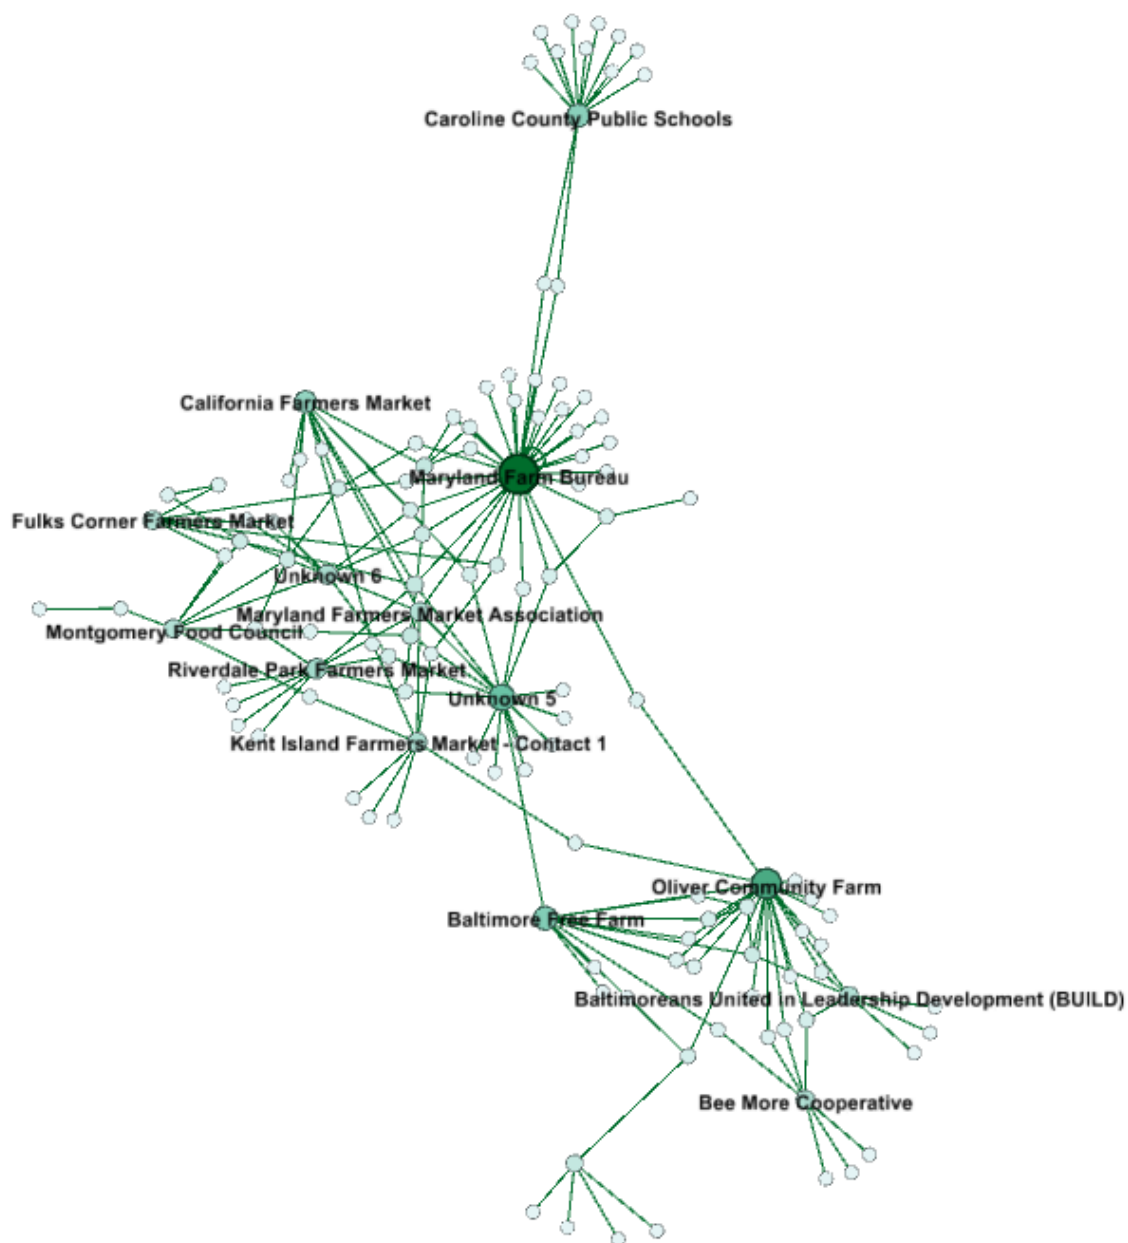 Caroline County Public Schools
California Farmers Market
Maryland Farm Bureau
Fulks Corner Farmers Market
Unknown 6
Maryland Farmers Market Association
Montgomery Food Council
Riverdale Park Farmers Market
Unknown 5
Kent Island Farmers Market - Contact 1
Oliver Community Farm
Baltimore Free Farm
Baltimoreans United in Leadership Development (BUILD)
Bee More Cooperative